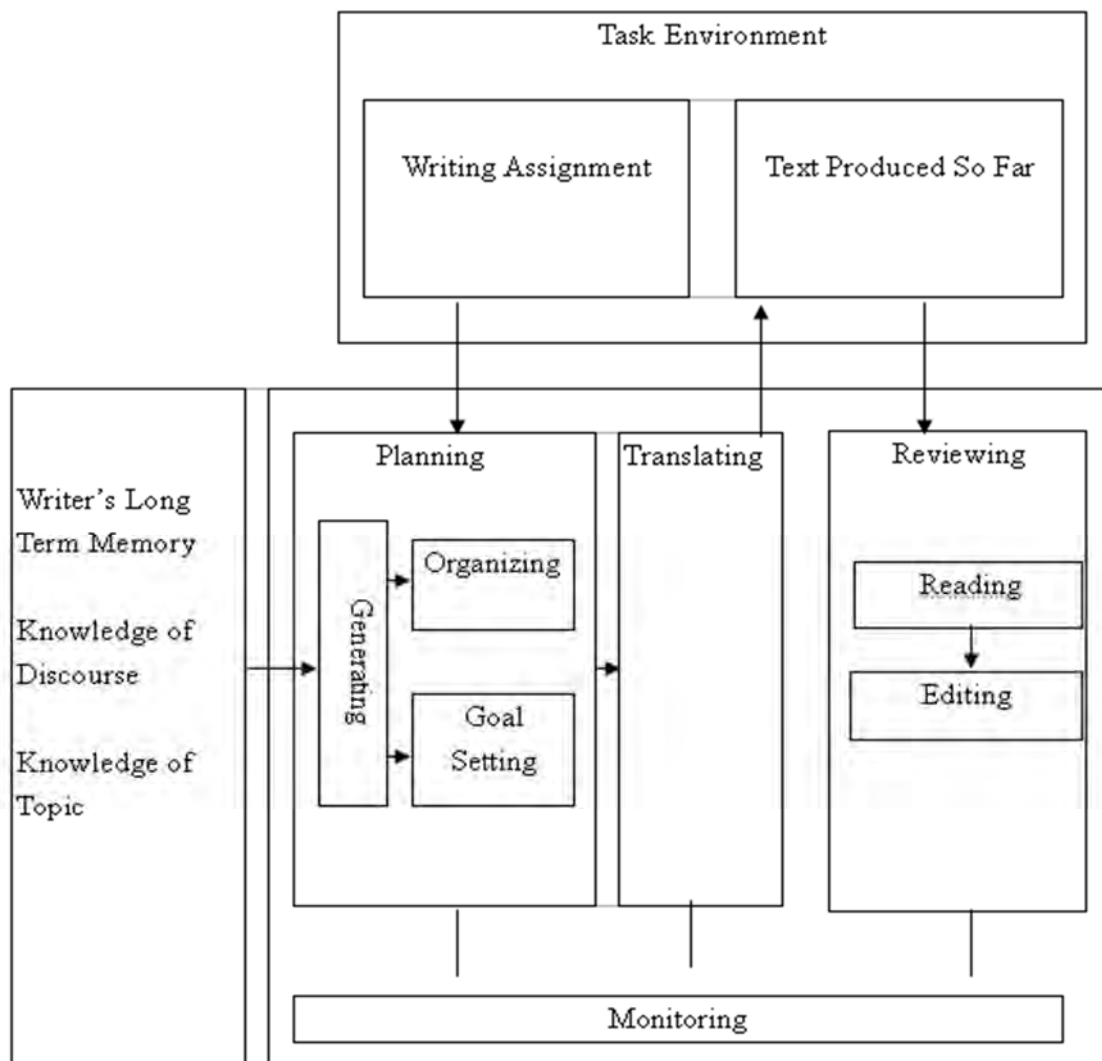 Task Environment
Writing Assignment
Text Produced So Far
Writer's Long
Term Memory
Knowledge of
Discourse
Knowledge of
Topic
Planning
Generating
Organizing
Goal
Setting
Translating
Reviewing
Reading
Editing
Monitoring